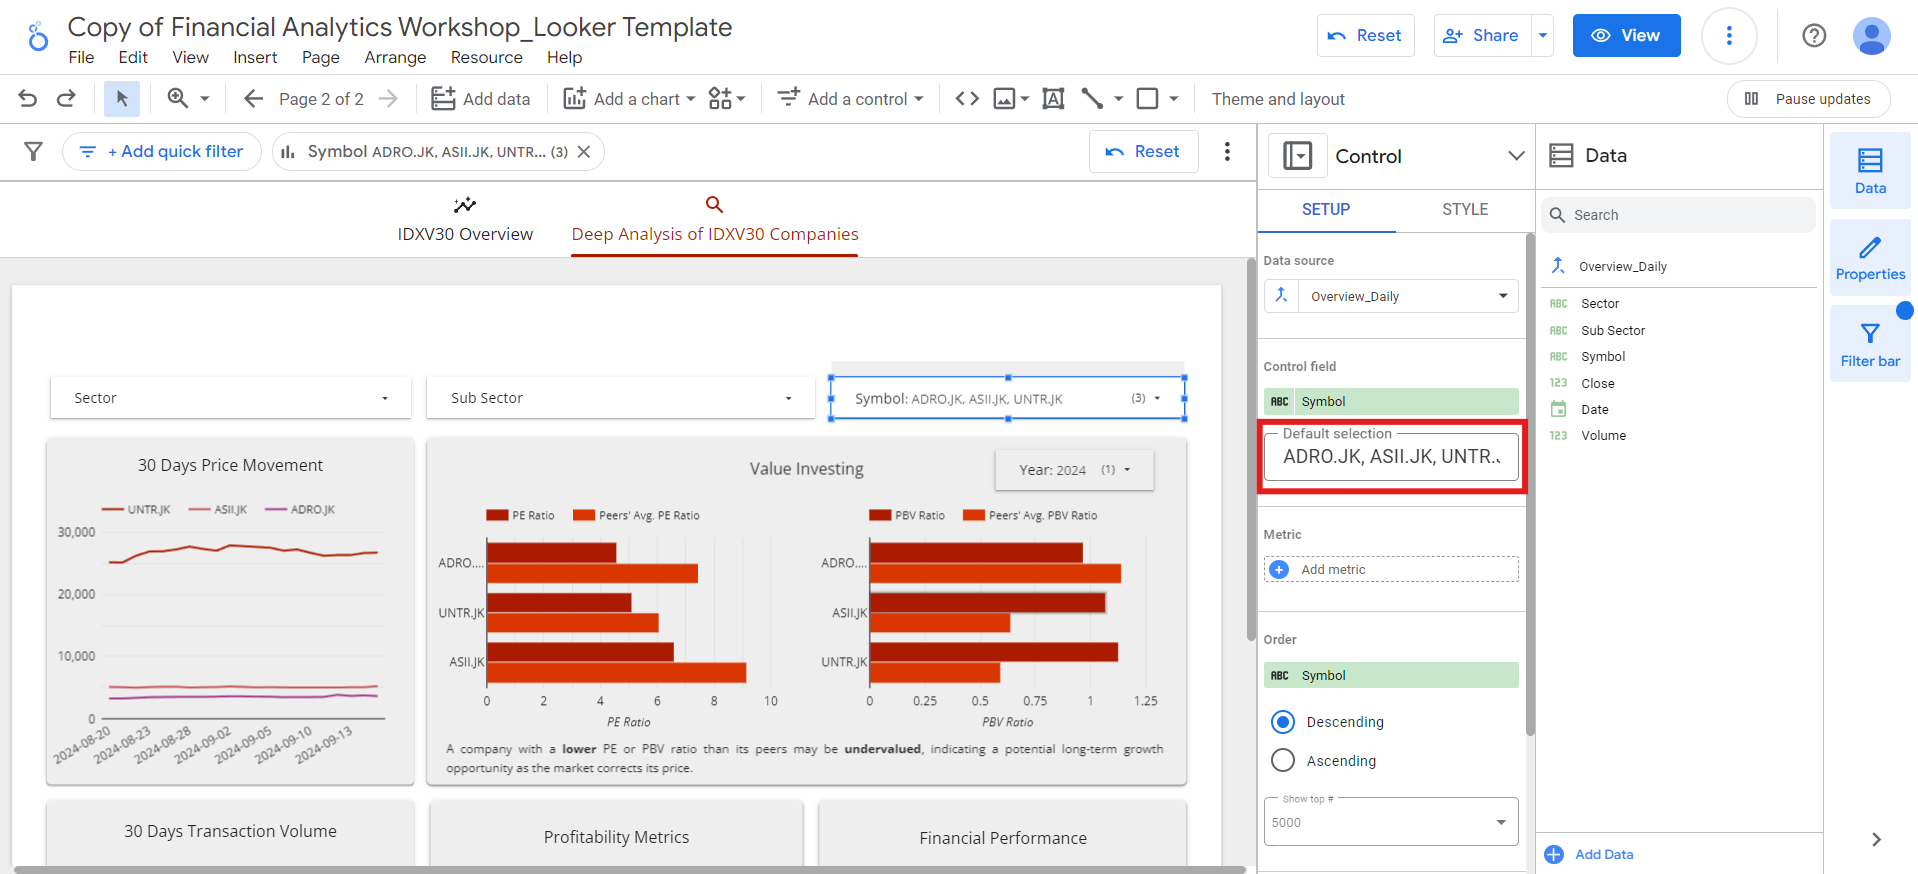 Copy of Financial Analytics Workshop_Looker Template
File Edit View Insert Page Arrange Resource Help
Reset
Share
View
Page 2 of 2
Add data
Add a chart
Add a control
Theme and layout
Pause updates
+ Add quick filter
Symbol ADRO.JK, ASII.JK, UNTR... (3)
Reset
IDXV30 Overview
Deep Analysis of IDXV30 Companies
Sector
Sub Sector
Symbol: ADRO.JK, ASII.JK, UNTR.JK (3)
30 Days Price Movement
UNTR.JK ASII.JK ADRO.JK
30,000
20,000
10,000
0
2024-08-20 2024-08-23 2024-08-28 2024-09-02 2024-09-05 2024-09-10 2024-09-13
Value Investing
Year: 2024 (1)
PE Ratio Peers' Avg. PE Ratio
ADRO....
UNTR.JK
ASII.JK
0 2 4 6 8 10
PE Ratio
PBV Ratio Peers' Avg. PBV Ratio
ADRO....
ASII.JK
UNTR.JK
0 0.25 0.5 0.75 1 1.25
PBV Ratio
A company with a lower PE or PBV ratio than its peers may be undervalued, indicating a potential long-term growth
opportunity as the market corrects its price.
30 Days Transaction Volume
Profitability Metrics
Financial Performance
Control
SETUP STYLE
Data source
Overview_Daily
Control field
ABC Symbol
Default selection
ADRO.JK, ASII.JK, UNTR.
Metric
Add metric
Order
ABC Symbol
Descending
Ascending
Show top #
5000
Data
Search
Overview_Daily
ABC Sector
ABC Sub Sector
ABC Symbol
123 Close
Date
123 Volume
Add Data
Data
Properties
Filter bar